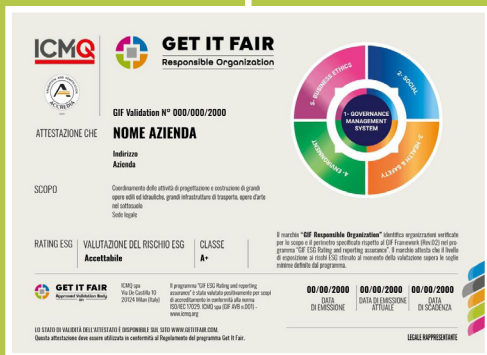 ICMQ
GET IT FAIR
Responsible Organization
ACCREDIA
GIF Validation N° 000/000/2000
ATTESTAZIONE CHE
NOME AZIENDA
Indirizzo
Azienda
SCOPO
Coordinamento delle attività di progettazione e costruzione di grandi
opere edili ed idrauliche, grandi infrastrutture di trasporto, opere d'arte
nel sottosuolo
Sede legale
RATING ESG
VALUTAZIONE DEL RISCHIO ESG
CLASSE
Accettabile
A+
1- GOVERNANCE
MANAGEMENT
SYSTEM
2- SOCIAL
3- HEALTH & SAFETY
4- ENVIRONMENT
5- BUSINESS ETHICS
Il marchio "GIF Responsible Organization" identifica organizzazioni verificate
per lo scopo e il perimetro specificata rispetto al GIF Framework (Rev.02) nel pro-
gramma "GIF ESG Rating and reporting assurance". Il marchio attesta che il livello
di esposizione ai rischi ESG stimato al momento della valutazione supera le soglie
minime definite dal programma.
GET IT FAIR
Approved Validation Body
ICMQ spa
Via De Castillia 10
20124 Milan (Italy)
Il programma "GIF ESG Rating and reporting
assurance" è stato valutato positivamente per scopi
di accreditamento in conformità alla norma
ISO/IEC 17029. ICMQ spa (GIF AVB n.001) -
www.icmq.org
00/00/2000
DATA
DI EMISSIONE
00/00/2000
DATA DI EMISSIONE
ATTUALE
00/00/2000
DATA
DI SCADENZA
LO STATO DI VALIDITÀ DELL'ATTESTATO È DISPONIBILE SUL SITO WWW.GETITFAIR.COM.
Questa attestazione deve essere utilizzata in conformità al Regolamento del programma Get It Fair.
LEGALE RAPPRESENTANTE